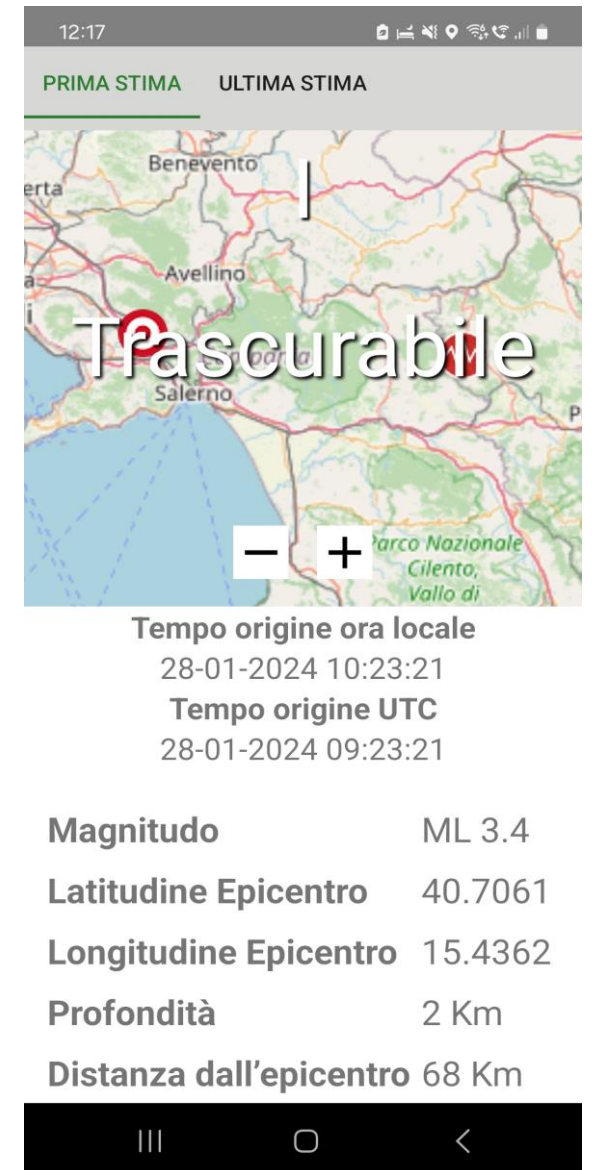 12:17
PRIMA STIMA ULTIMA STIMA
Benevento
I
erta
Avellino
Trascurabile
Campania
Salerno
P
− +
Parco Nazionale
Cilento,
Vallo di
Tempo origine ora locale
28-01-2024 10:23:21
Tempo origine UTC
28-01-2024 09:23:21
Magnitudo ML 3.4
Latitudine Epicentro 40.7061
Longitudine Epicentro 15.4362
Profondità 2 Km
Distanza dall’epicentro 68 Km